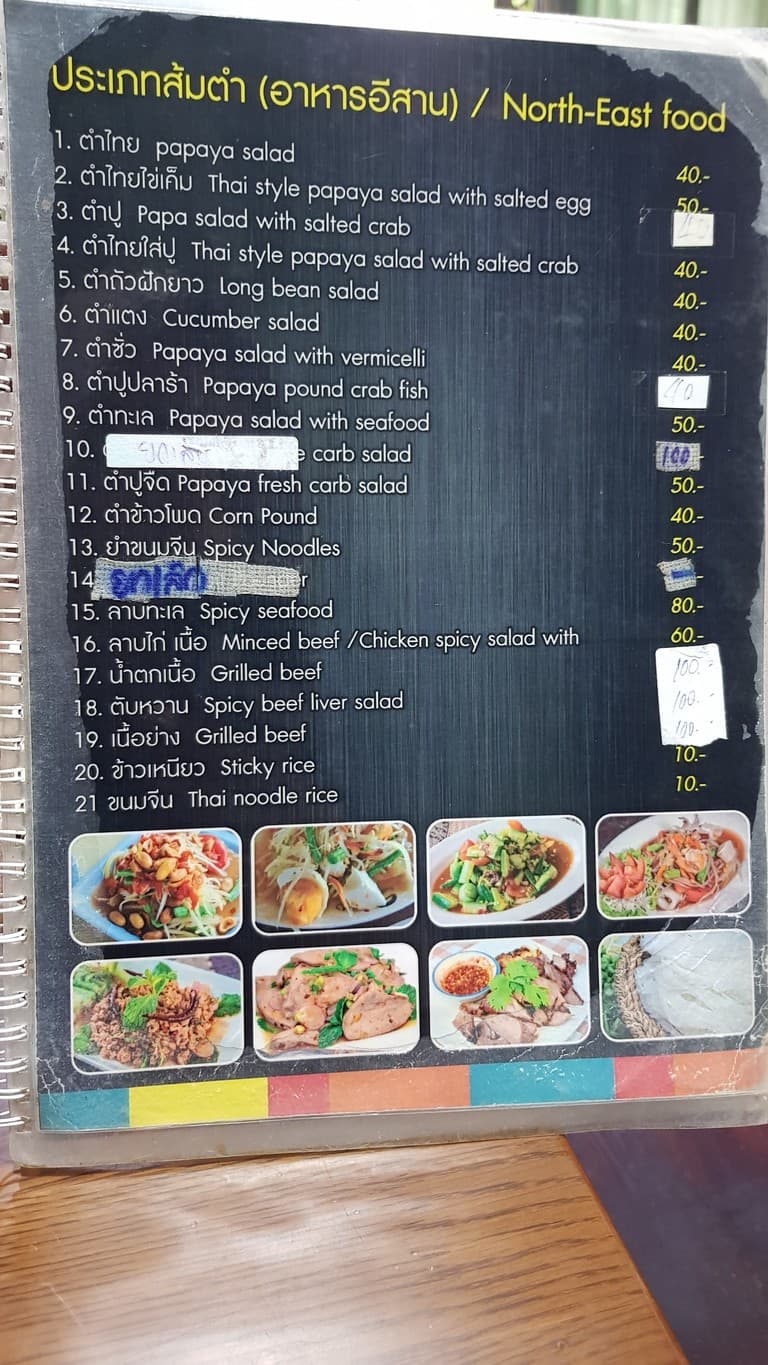 ประเภทส้มตำ (อาหารอีสาน) / North-East food
1. ตำไทย papaya salad 40.-
2. ตำไทยไข่เค็ม Thai style papaya salad with salted egg 50.-
3. ตำปู Papa salad with salted crab
4. ตำไทยใส่ปู Thai style papaya salad with salted crab 40.-
5. ตำถัวฝักยาว Long bean salad 40.-
6. ตำแตง Cucumber salad 40.-
7. ตำซั่ว Papaya salad with vermicelli 40.-
8. ตำปูปลาร้า Papaya pound crab fish 40
9. ตำทะเล Papaya salad with seafood 50.-
10. carb salad 100-
11. ตำปูจืด Papaya fresh carb salad 50.-
12. ตำข้าวโพด Corn Pound 40.-
13. ยำขนมจีน Spicy Noodles 50.-
14 ยกเลิก -
15. ลาบทะเล Spicy seafood 80.-
16. ลาบไก่ เนื้อ Minced beef /Chicken spicy salad with 60.-
17. น้ำตกเนื้อ Grilled beef 100.-
18. ตับหวาน Spicy beef liver salad 100.-
19. เนื้อย่าง Grilled beef 100.-
20. ข้าวเหนียว Sticky rice 10.-
21 ขนมจีน Thai noodle rice 10.-